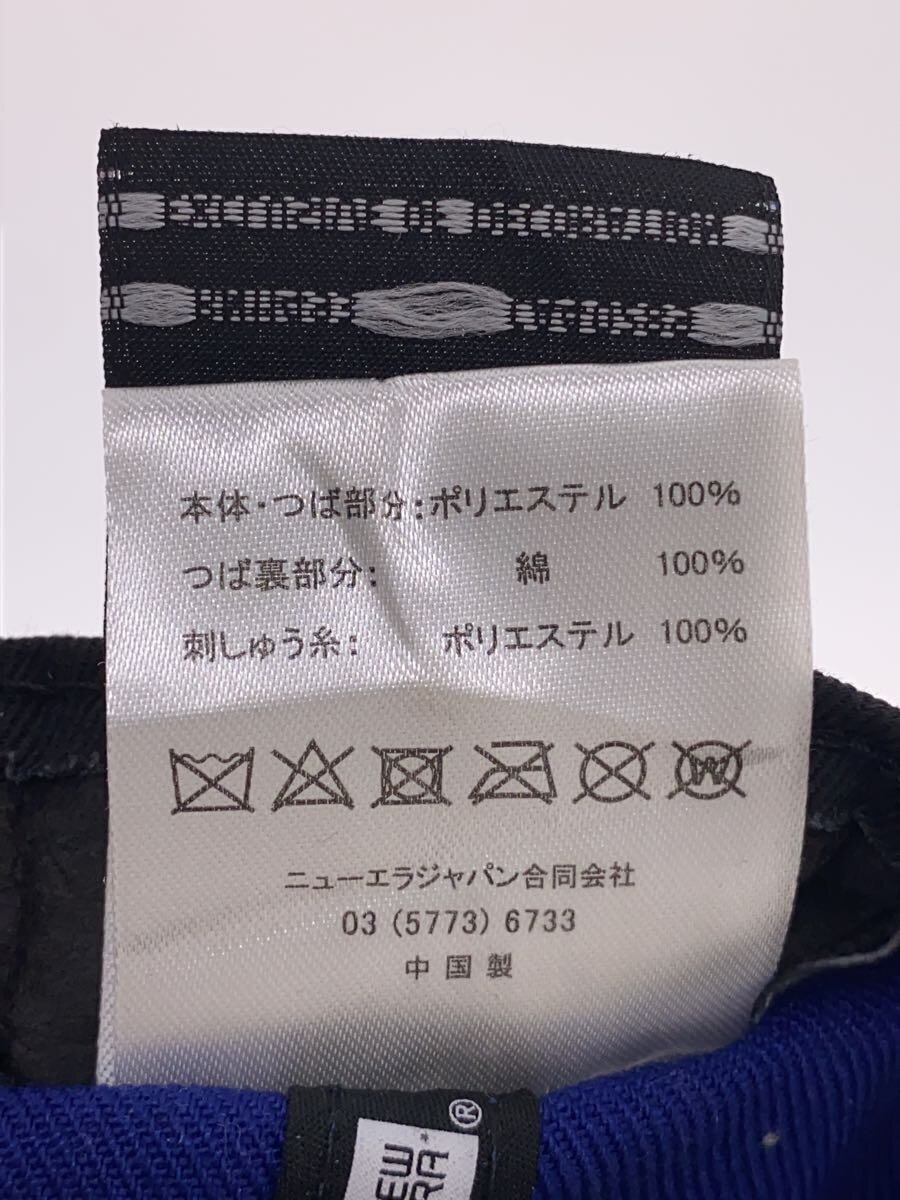 本体・つば部分:ポリエステル 100%
つば裏部分: 綿 100%
刺しゅう糸: ポリエステル 100%
W
ニューエラジャパン合同会社
03 (5773) 6733
中国製
®
EW
RA